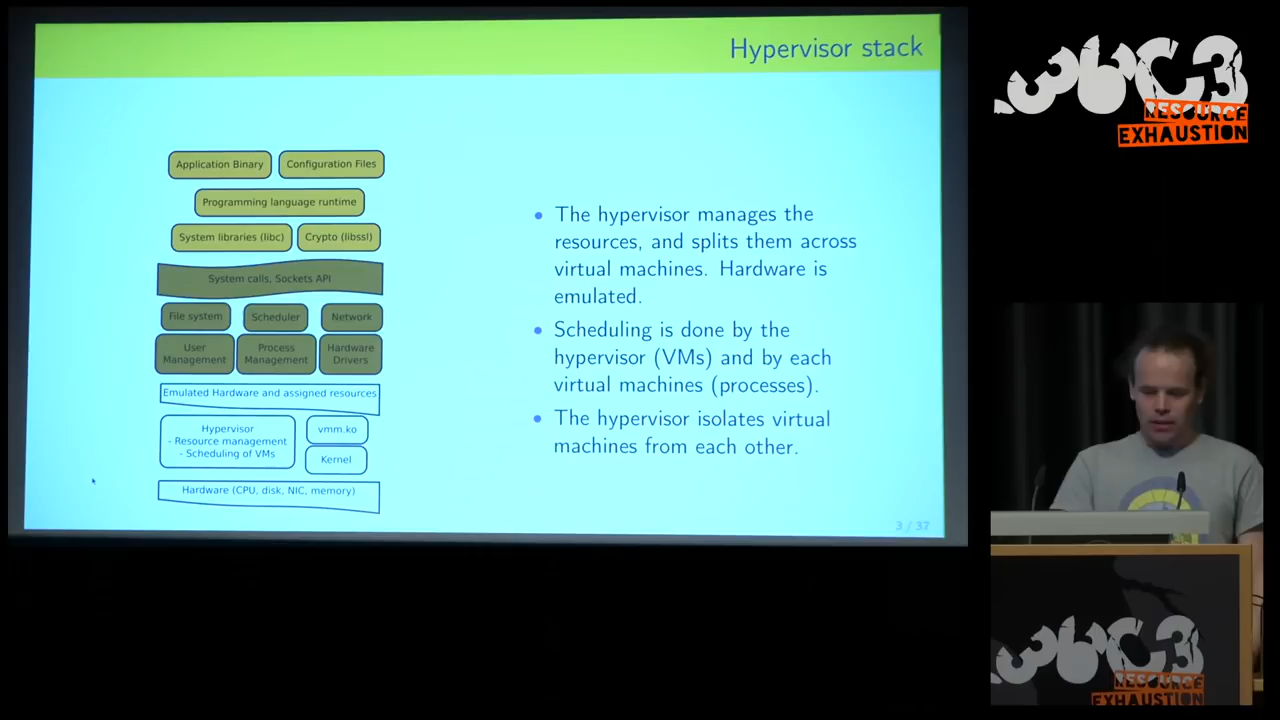 Hypervisor stack
Application Binary
Configuration Files
Programming language runtime
System libraries (libc)
Crypto (libssl)
System calls, Sockets API
File system
Scheduler
Network
User
Management
Process
Management
Hardware
Drivers
Emulated Hardware and assigned resources
Hypervisor
- Resource management
- Scheduling of VMs
vmm.ko
Kernel
Hardware (CPU, disk, NIC, memory)
• The hypervisor manages the
resources, and splits them across
virtual machines. Hardware is
emulated.
• Scheduling is done by the
hypervisor (VMs) and by each
virtual machines (processes).
• The hypervisor isolates virtual
machines from each other.
3 / 37
36C3
RESOURCE
EXHAUSTION
36C3
RESOURCE
EXHAUSTION